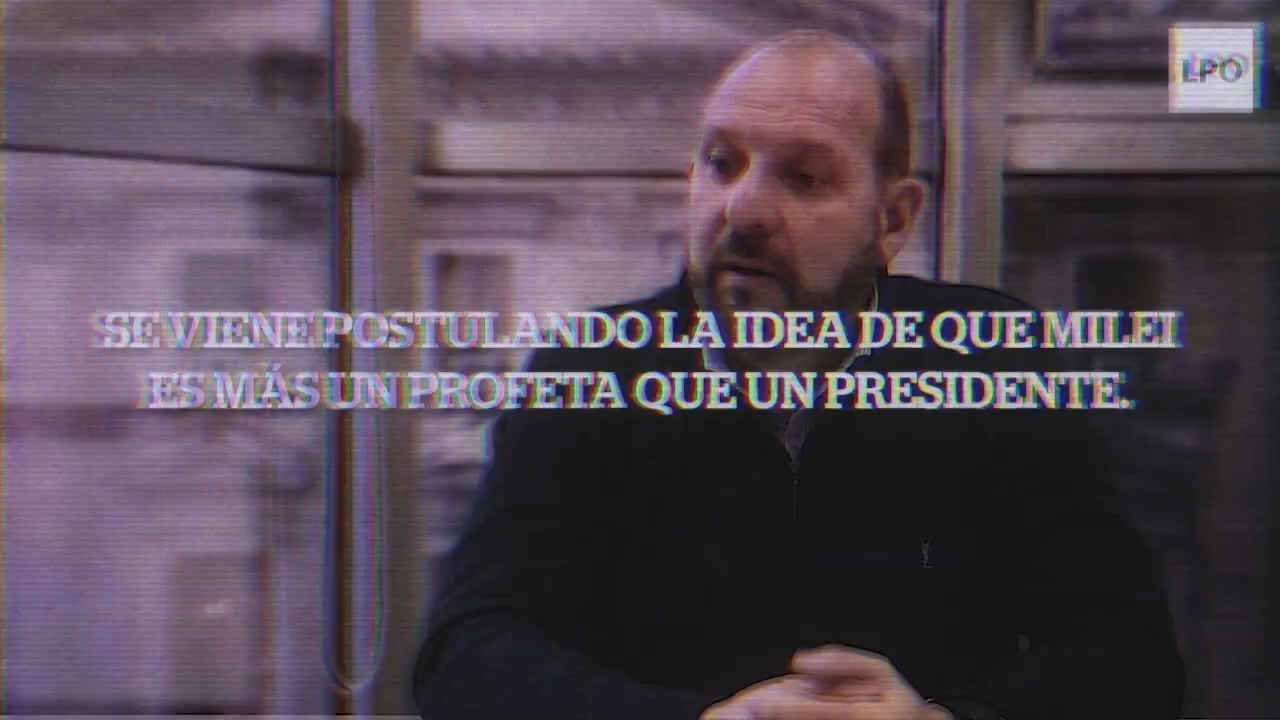 LPO
SE VIENE POSTULANDO LA IDEA DE QUE MILEI
ES MÁS UN PROFETA QUE UN PRESIDENTE.